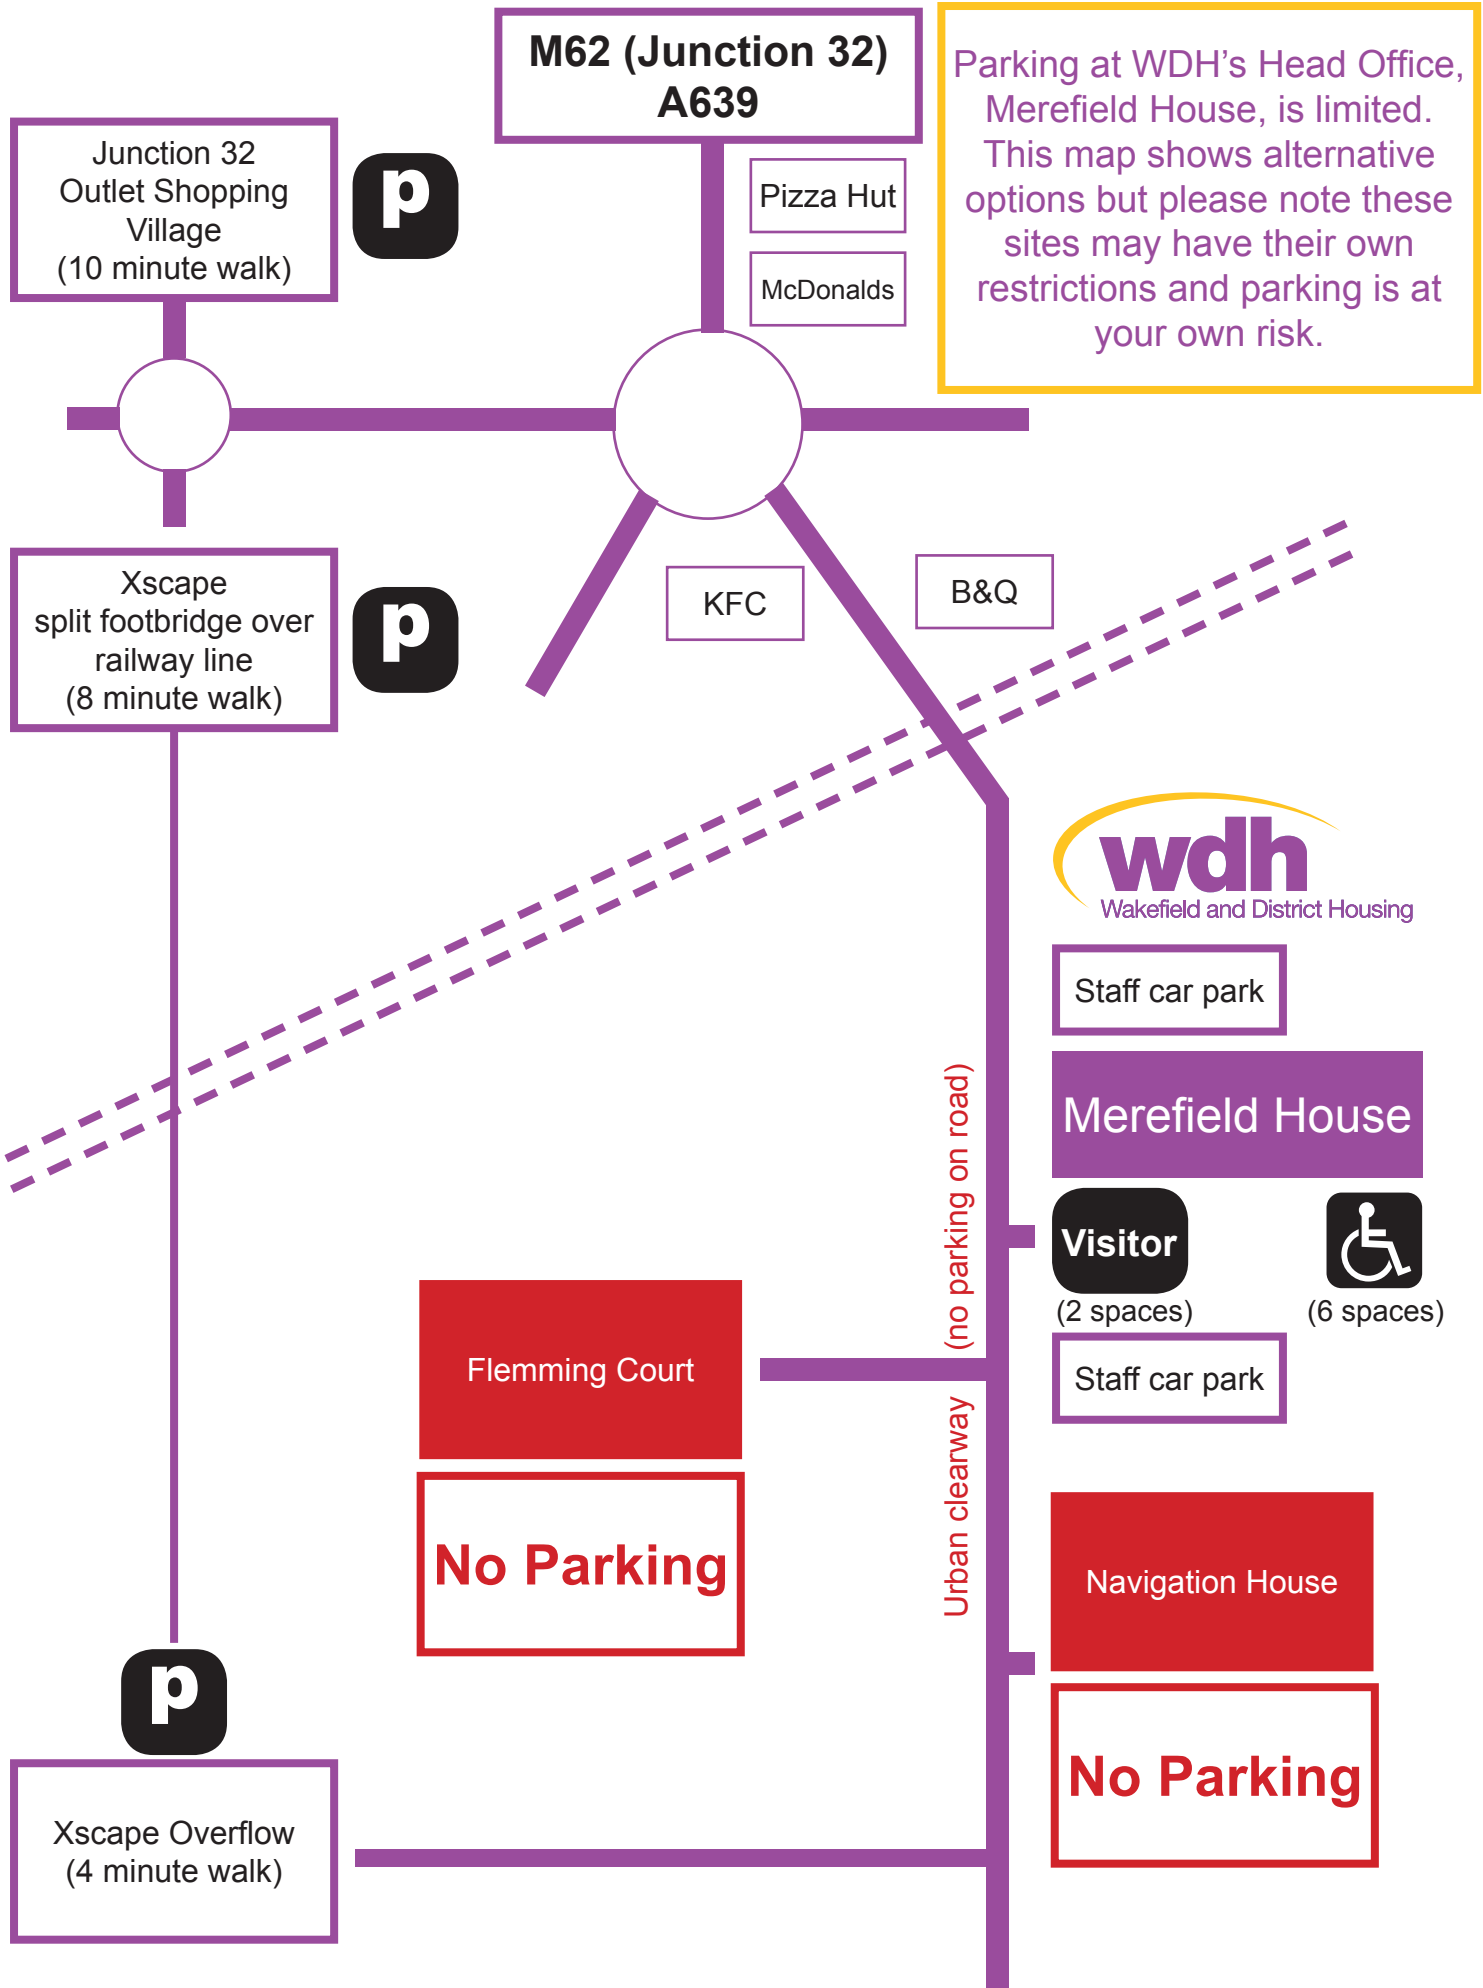 M62 (Junction 32)
A639
Parking at WDH's Head Office,
Merefield House, is limited.
This map shows alternative
options but please note these
sites may have their own
restrictions and parking is at
your own risk.
Junction 32
Outlet Shopping
Village
(10 minute walk)
p
Pizza Hut
McDonalds
Xscape
split footbridge over
railway line
(8 minute walk)
p
KFC
B&Q
wdh
Wakefield and District Housing
Staff car park
Merefield House
Visitor
(2 spaces)
(6 spaces)
Staff car park
Urban clearway (no parking on road)
Flemming Court
No Parking
Navigation House
No Parking
p
Xscape Overflow
(4 minute walk)